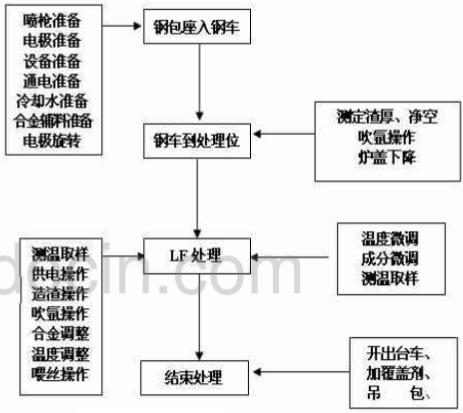 喷枪准备
电极准备
设备准备
通电准备
冷却水准备
合金辅料准备
电极旋转
钢包座入钢车
钢车到处理位
测定渣厚、净空
吹氩操作
炉盖下降
测温取样
供电操作
造渣操作
吹氩操作
合金调整
温度调整
喂丝操作
LF 处理
温度微调
成分微调
测温取样
结束处理
开出台车、
加覆盖剂、
吊 包、